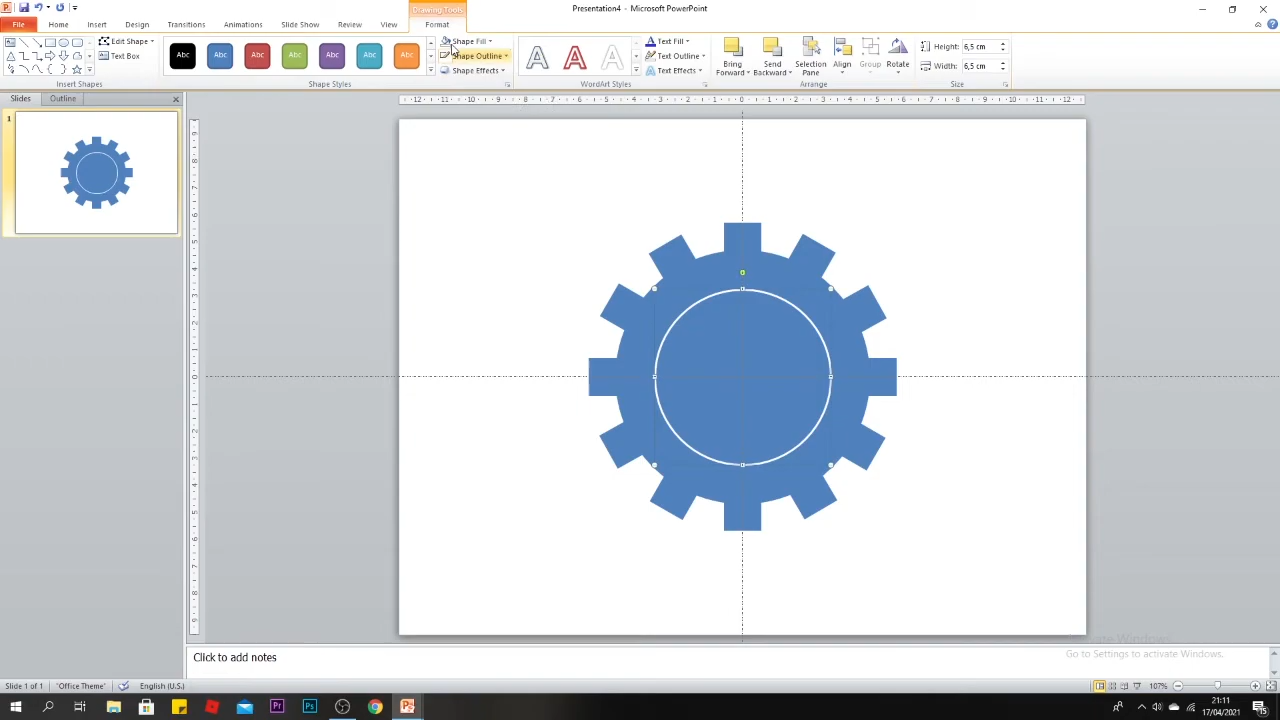 Presentation4 - Microsoft PowerPoint
Drawing Tools
File Home Insert Design Transitions Animations Slide Show Review View Format
Edit Shape
Text Box
Insert Shapes
Abc Abc Abc Abc Abc Abc Abc
Shape Styles
Shape Fill
Shape Outline
Shape Effects
A A A
WordArt Styles
Text Fill
Text Outline
Text Effects
Bring Forward
Send Backward
Selection Pane
Align
Group
Rotate
Arrange
Height: 6,5 cm
Width: 6,5 cm
Size
Slides Outline
1
Click to add notes
Go to Settings to activate Windows.
Slide 1 of 1 "Office Theme" English (U.S.) 107%
21:11
17/04/2021